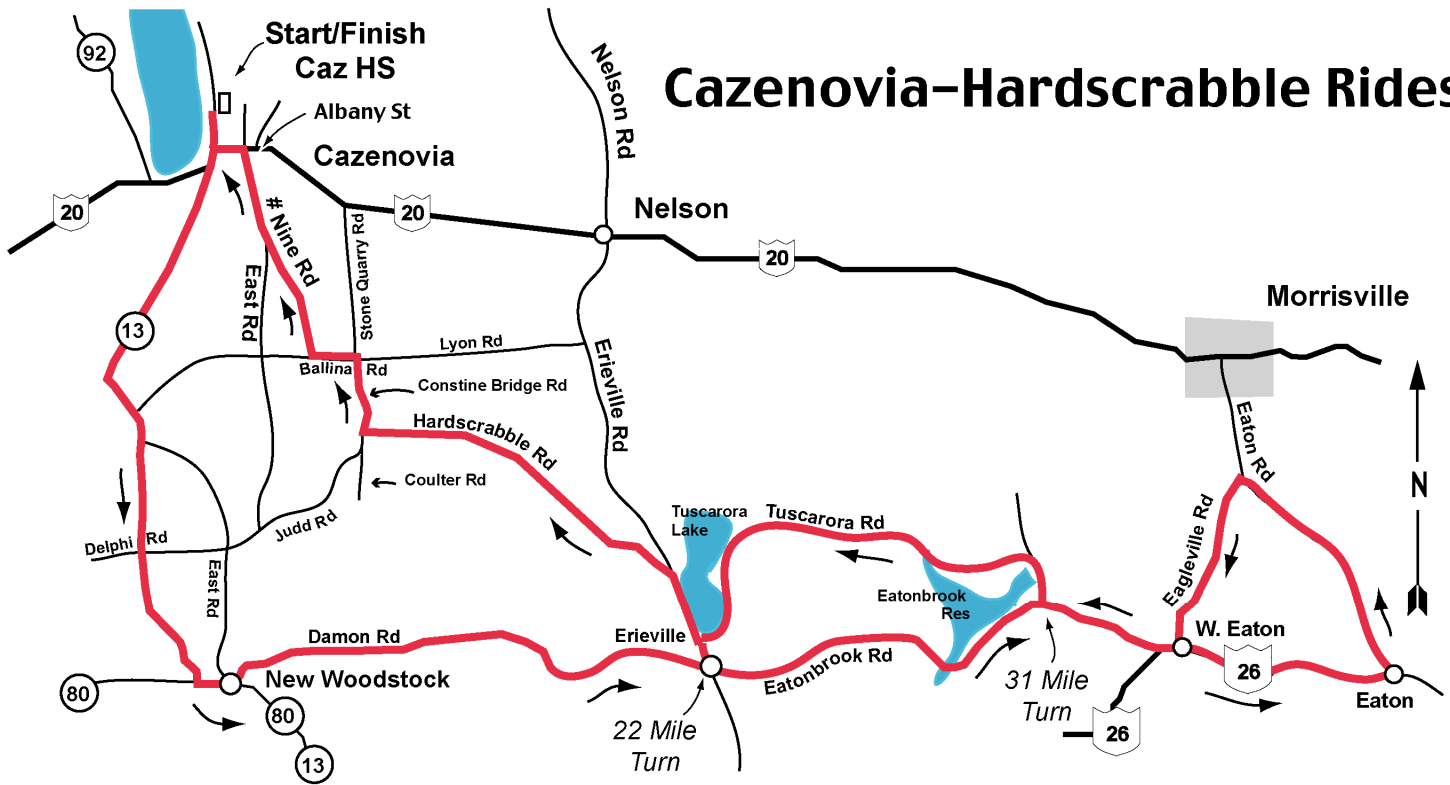 Cazenovia–Hardscrabble Rides
92
Start/Finish
Caz HS
Albany St
Cazenovia
20
20
Nelson Rd
Nelson
20
Morrisville
# Nine Rd
East Rd
Stone Quarry Rd
13
Lyon Rd
Ballina Rd
Constine Bridge Rd
Erieville Rd
Hardscrabble Rd
Coulter Rd
Judd Rd
Delphi Rd
East Rd
Eaton Rd
N
Tuscarora
Lake
Tuscarora Rd
Eagleville Rd
Eatonbrook
Res
Erieville
Damon Rd
Eatonbrook Rd
W. Eaton
New Woodstock
80
80
13
22 Mile
Turn
31 Mile
Turn
26
26
Eaton